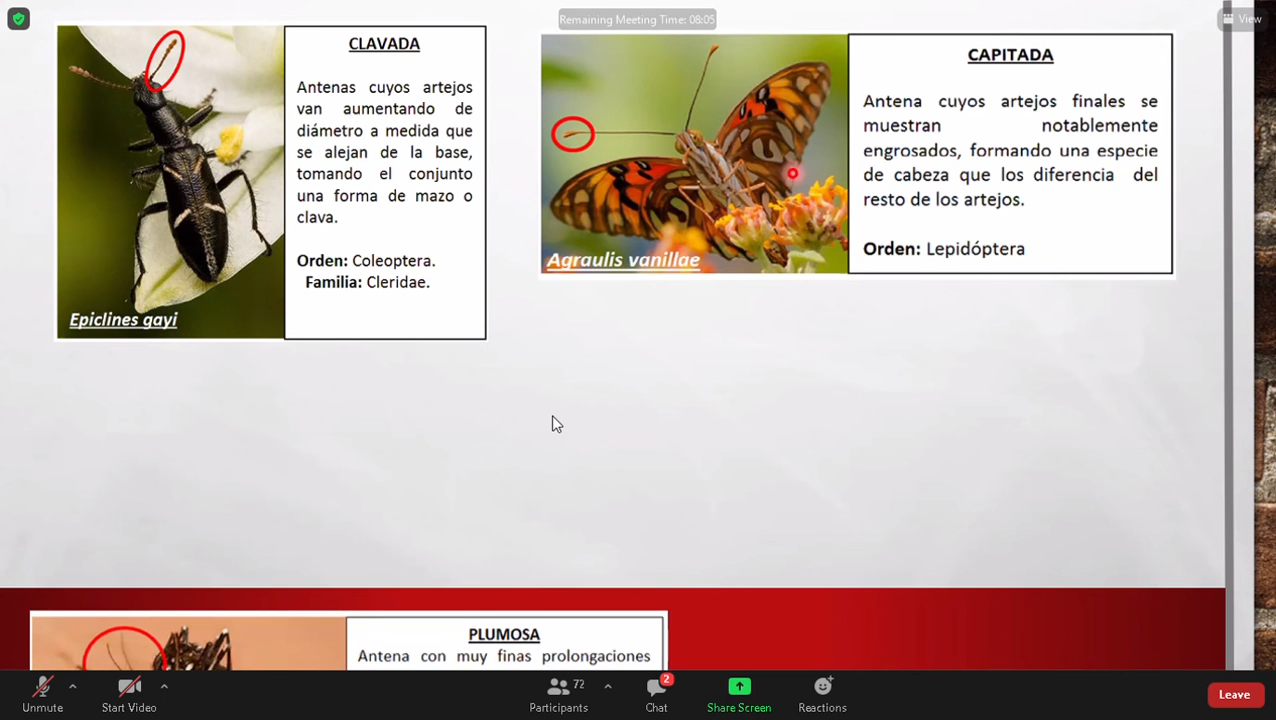 Remaining Meeting Time: 08:05
View
CLAVADA
Antenas cuyos artejos
van aumentando de
diámetro a medida que
se alejan de la base,
tomando el conjunto
una forma de mazo o
clava.
Orden: Coleoptera.
Familia: Cleridae.
Epiclines gayi
CAPITADA
Antena cuyos artejos finales se
muestran notablemente
engrosados, formando una especie
de cabeza que los diferencia del
resto de los artejos.
Orden: Lepidóptera
Agraulis vanillae
PLUMOSA
Antena con muy finas prolongaciones
Unmute
Start Video
72
Participants
2
Chat
Share Screen
Reactions
Leave